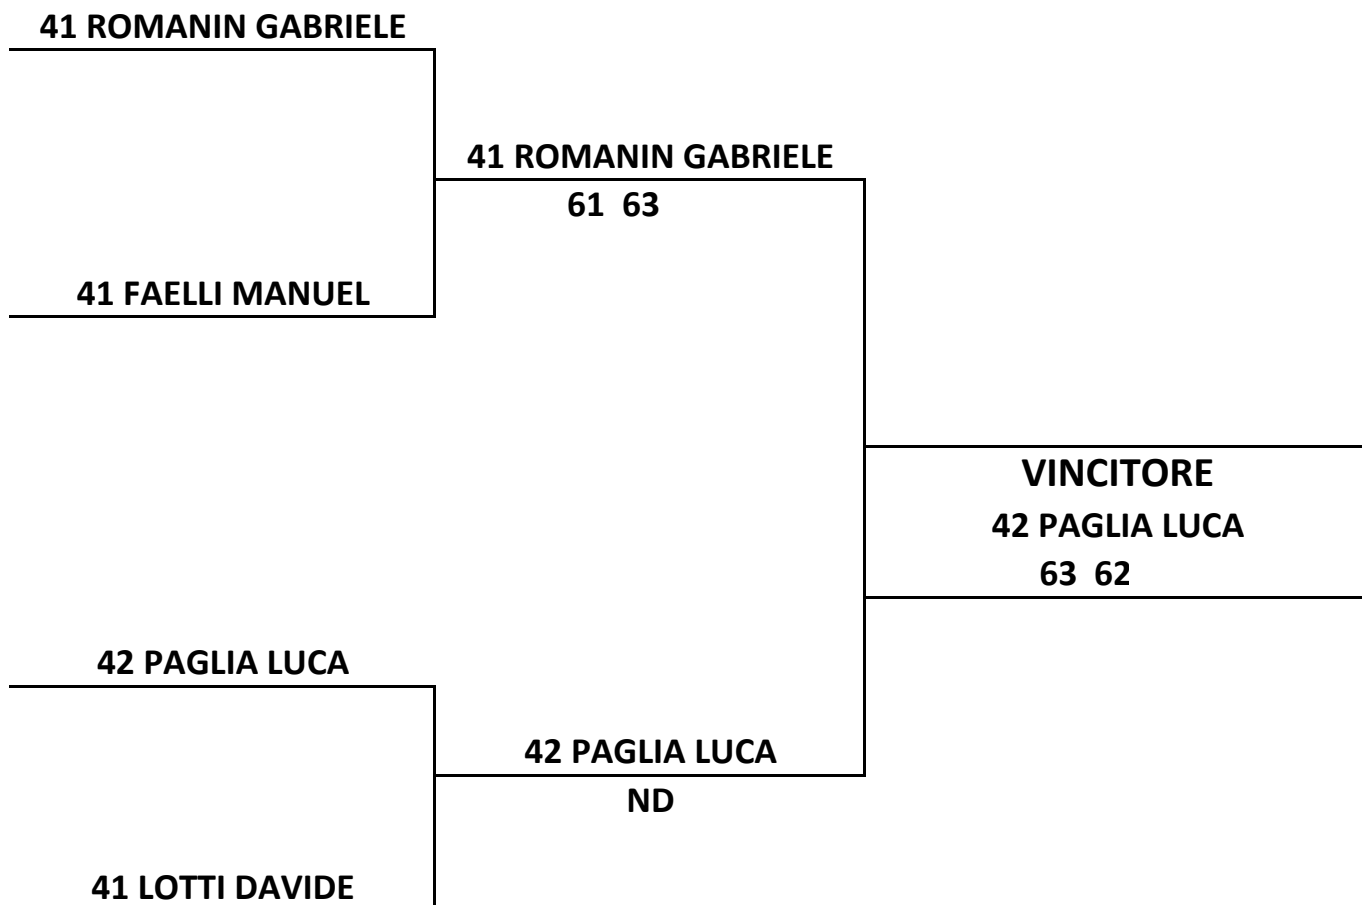 41 ROMANIN GABRIELE
41 ROMANIN GABRIELE
61 63
41 FAELLI MANUEL
VINCITORE
42 PAGLIA LUCA
63 62
42 PAGLIA LUCA
42 PAGLIA LUCA
ND
41 LOTTI DAVIDE